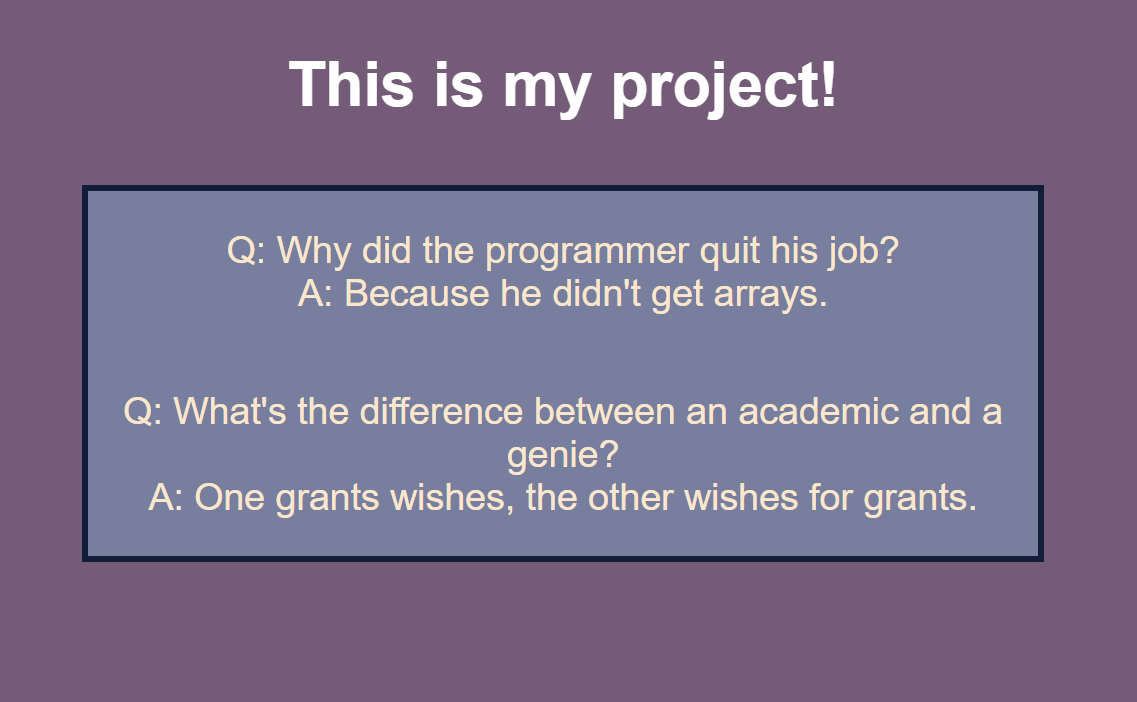 This is my project!
Q: Why did the programmer quit his job?
A: Because he didn't get arrays.
Q: What's the difference between an academic and a
genie?
A: One grants wishes, the other wishes for grants.